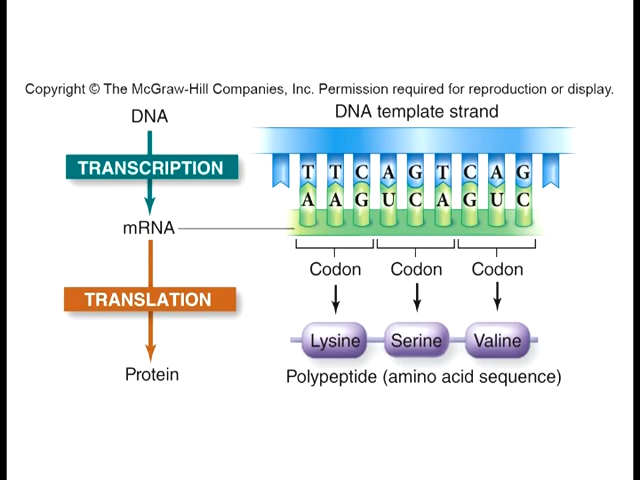 Copyright © The McGraw-Hill Companies, Inc. Permission required for reproduction or display.
DNA
DNA template strand
TRANSCRIPTION
T T C A G T C A G
A A G U C A G U C
mRNA
Codon Codon Codon
TRANSLATION
Lysine Serine Valine
Protein
Polypeptide (amino acid sequence)